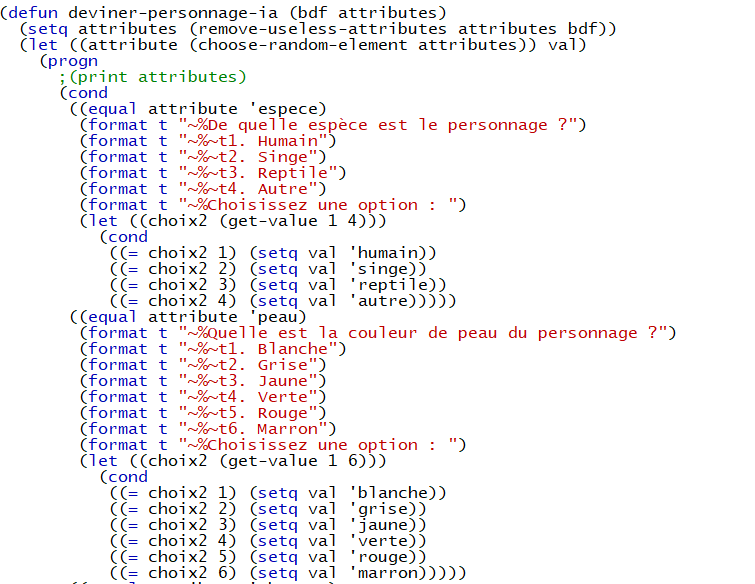 (defun deviner-personnage-ia (bdf attributes)
(setq attributes (remove-useless-attributes attributes bdf))
(let ((attribute (choose-random-element attributes)) val)
(progn
;(print attributes)
(cond
((equal attribute 'espece)
(format t "~%De quelle espèce est le personnage ?")
(format t "~%~t1. Humain")
(format t "~%~t2. Singe")
(format t "~%~t3. Reptile")
(format t "~%~t4. Autre")
(format t "~%Choisissez une option : ")
(let ((choix2 (get-value 1 4)))
(cond
((= choix2 1) (setq val 'humain))
((= choix2 2) (setq val 'singe))
((= choix2 3) (setq val 'reptile))
((= choix2 4) (setq val 'autre)))))
((equal attribute 'peau)
(format t "~%Quelle est la couleur de peau du personnage ?")
(format t "~%~t1. Blanche")
(format t "~%~t2. Grise")
(format t "~%~t3. Jaune")
(format t "~%~t4. Verte")
(format t "~%~t5. Rouge")
(format t "~%~t6. Marron")
(format t "~%Choisissez une option : ")
(let ((choix2 (get-value 1 6)))
(cond
((= choix2 1) (setq val 'blanche))
((= choix2 2) (setq val 'grise))
((= choix2 3) (setq val 'jaune))
((= choix2 4) (setq val 'verte))
((= choix2 5) (setq val 'rouge))
((= choix2 6) (setq val 'marron)))))